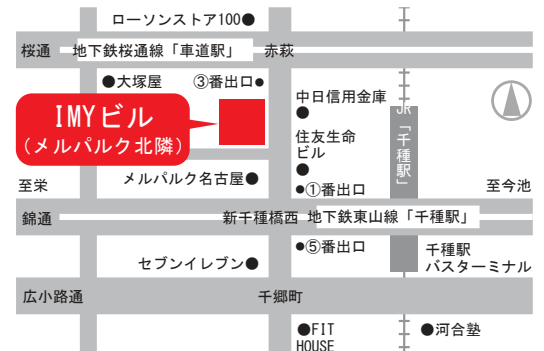 ローソンストア100●
桜通
地下鉄桜通線「車道駅」
赤萩
●大塚屋
③番出口●
中日信用金庫
●
IMYビル
(メルパルク北隣)
JR「千種駅」
住友生命
ビル
●
メルパルク名古屋●
●①番出口
至栄
至今池
錦通
新千種橋西
地下鉄東山線「千種駅」
●⑤番出口
セブンイレブン●
千種駅
バスターミナル
広小路通
千郷町
●FIT
HOUSE
●河合塾